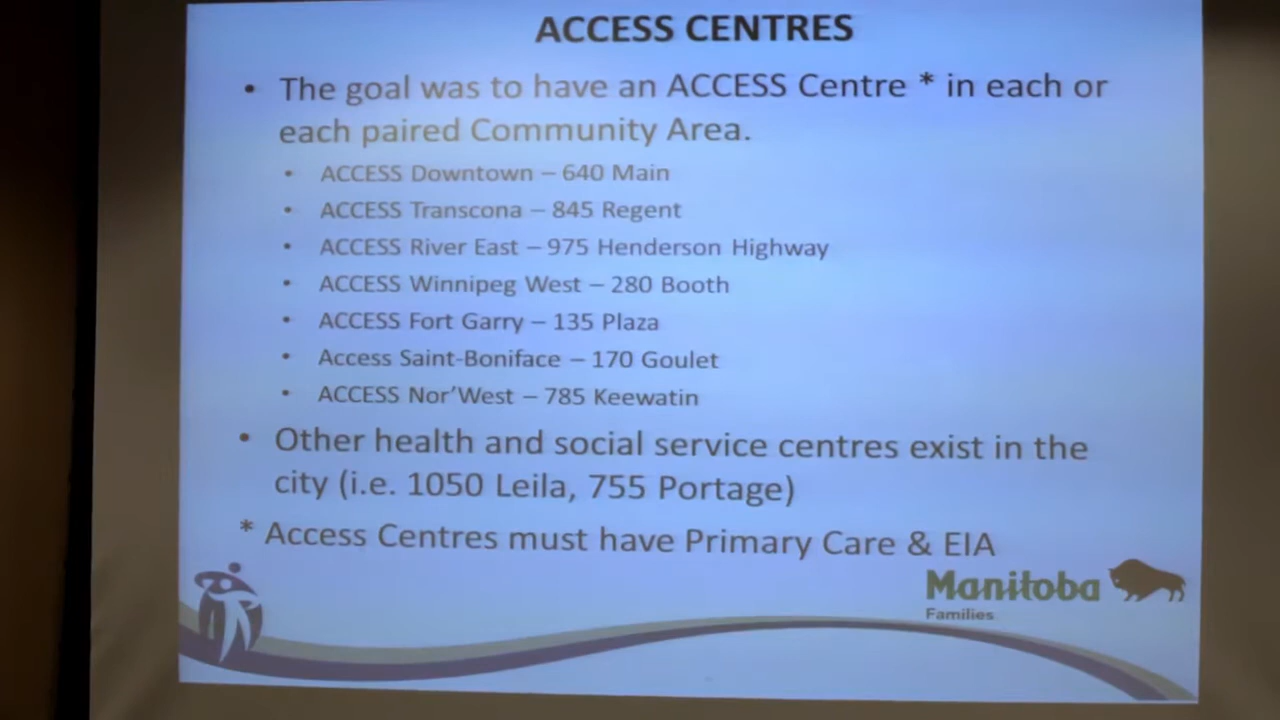 ACCESS CENTRES
• The goal was to have an ACCESS Centre * in each or
each paired Community Area.
• ACCESS Downtown – 640 Main
• ACCESS Transcona – 845 Regent
• ACCESS River East – 975 Henderson Highway
• ACCESS Winnipeg West – 280 Booth
• ACCESS Fort Garry – 135 Plaza
• Access Saint-Boniface – 170 Goulet
• ACCESS Nor’West – 785 Keewatin
• Other health and social service centres exist in the
city (i.e. 1050 Leila, 755 Portage)
* Access Centres must have Primary Care & EIA
Manitoba
Families